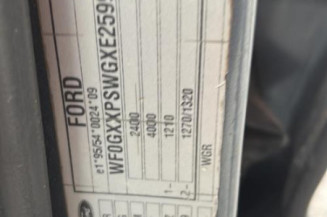 FORD
e1*95/54*0024*09
WF0GXXPSWGXE259
2400
4000
1- 1210
2- 1270/1320
WGR